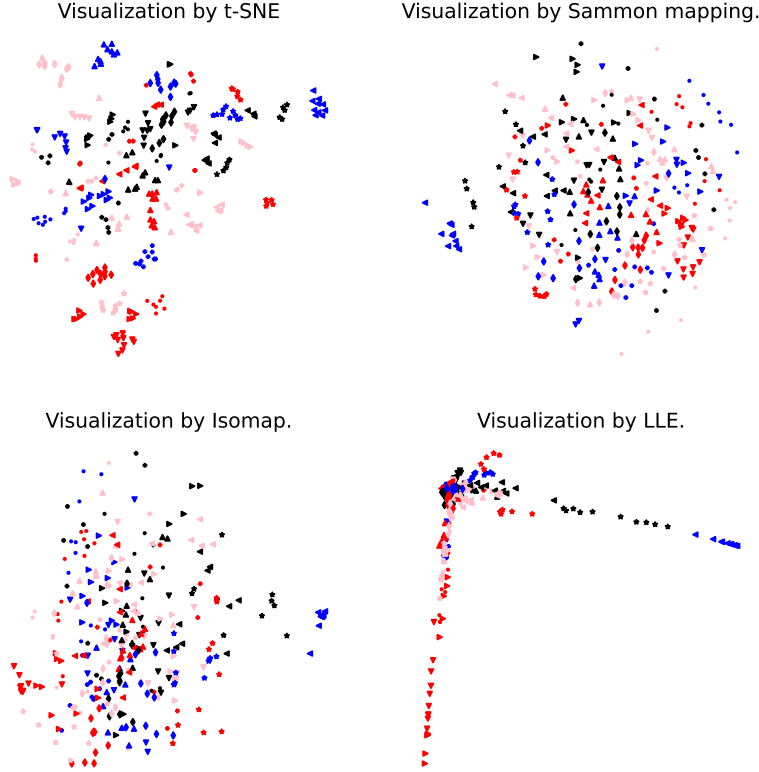 Visualization by t-SNE
Visualization by Sammon mapping.
Visualization by Isomap.
Visualization by LLE.